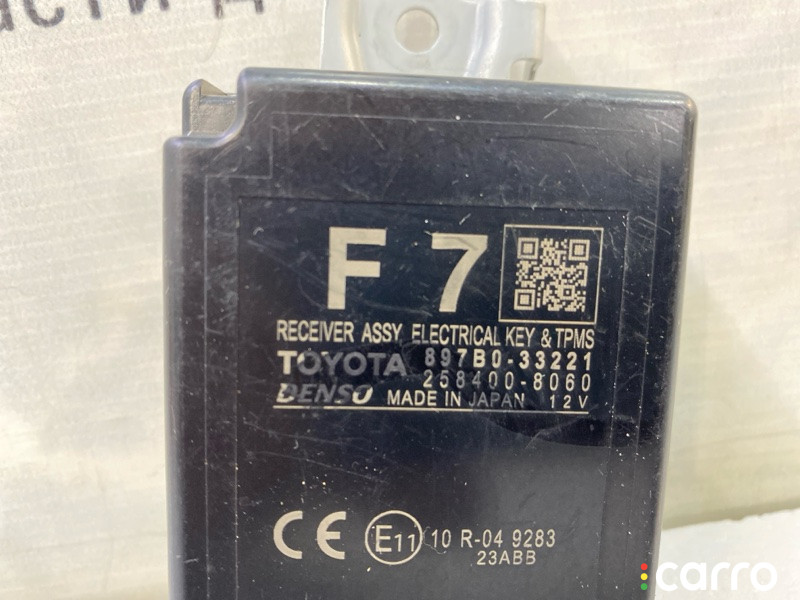 асти д
F 7
RECEIVER ASSY, ELECTRICAL KEY & TPMS
TOYOTA 897B0-33221
258400-8060
DENSO MADE IN JAPAN 12V
CE E11 10 R-04 9283
23ABB
carro